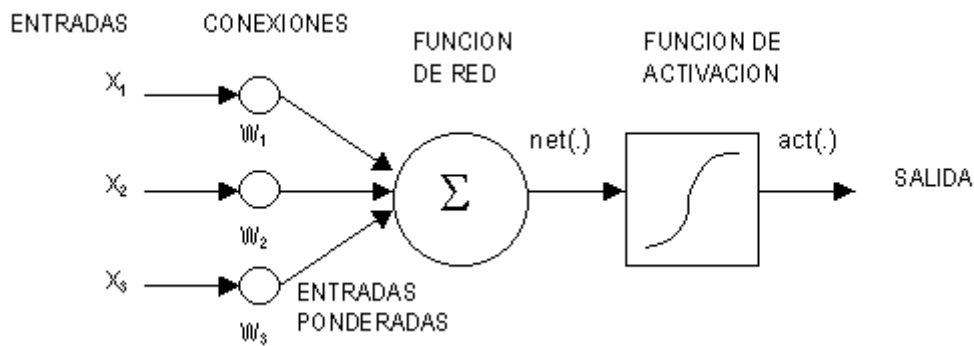 ENTRADAS
CONEXIONES
FUNCION
DE RED
FUNCION DE
ACTIVACION
X₁
W₁
X₂
W₂
X₃
W₃
ENTRADAS
PONDERADAS
Σ
net(.)
act(.)
SALIDA